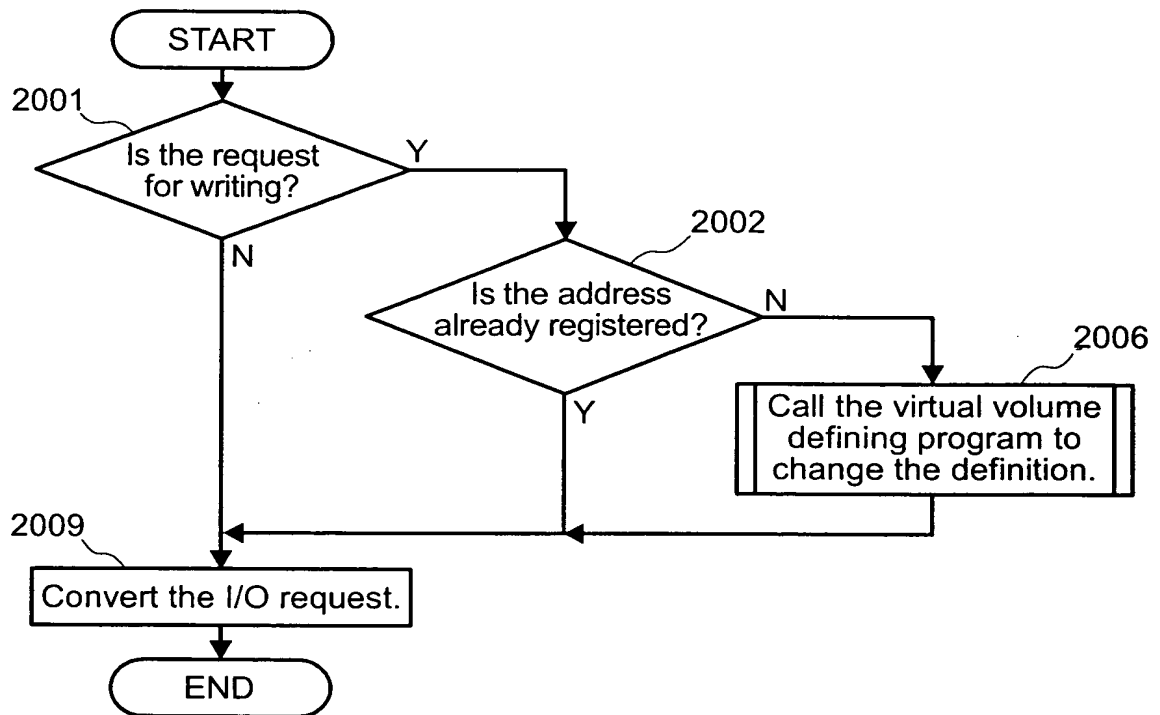 START
2001
Is the request
for writing?
Y
N
2002
Is the address
already registered?
N
Y
2006
Call the virtual volume
defining program to
change the definition.
2009
Convert the I/O request.
END